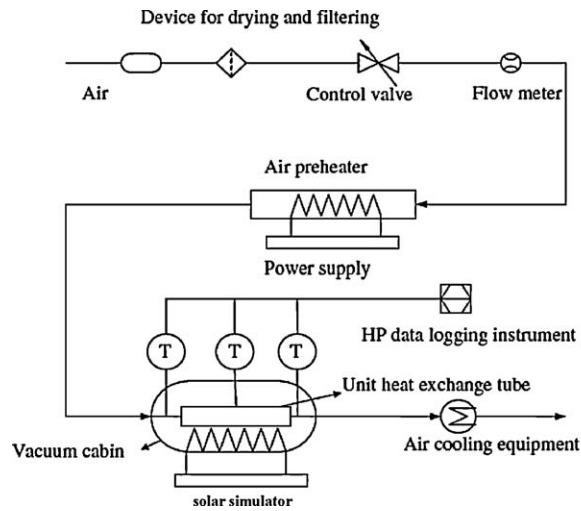 Device for drying and filtering
Air
Control valve
Flow meter
Air preheater
Power supply
HP data logging instrument
T T T
Unit heat exchange tube
Vacuum cabin
Air cooling equipment
solar simulator